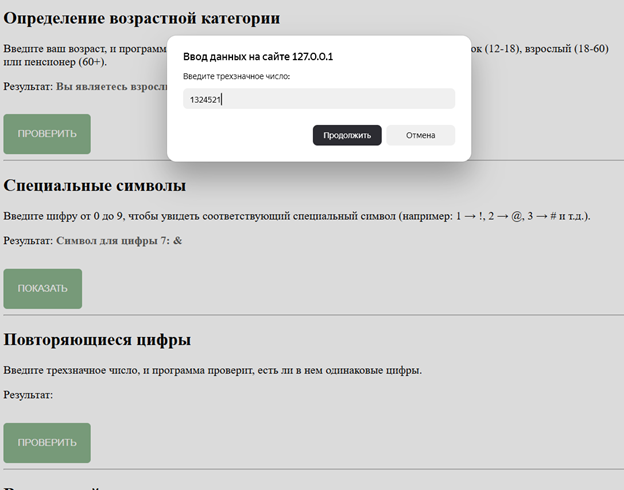 Определение возрастной категории
Введите ваш возраст, и программ
ок (12-18), взрослый (18-60)
или пенсионер (60+).
Результат: Вы являетесь взросл
ПРОВЕРИТЬ
Ввод данных на сайте 127.0.0.1
Введите трехзначное число:
1324521
Продолжить
Отмена
Специальные символы
Введите цифру от 0 до 9, чтобы увидеть соответствующий специальный символ (например: 1 → !, 2 → @, 3 → # и т.д.).
Результат: Символ для цифры 7: &
ПОКАЗАТЬ
Повторяющиеся цифры
Введите трехзначное число, и программа проверит, есть ли в нем одинаковые цифры.
Результат:
ПРОВЕРИТЬ